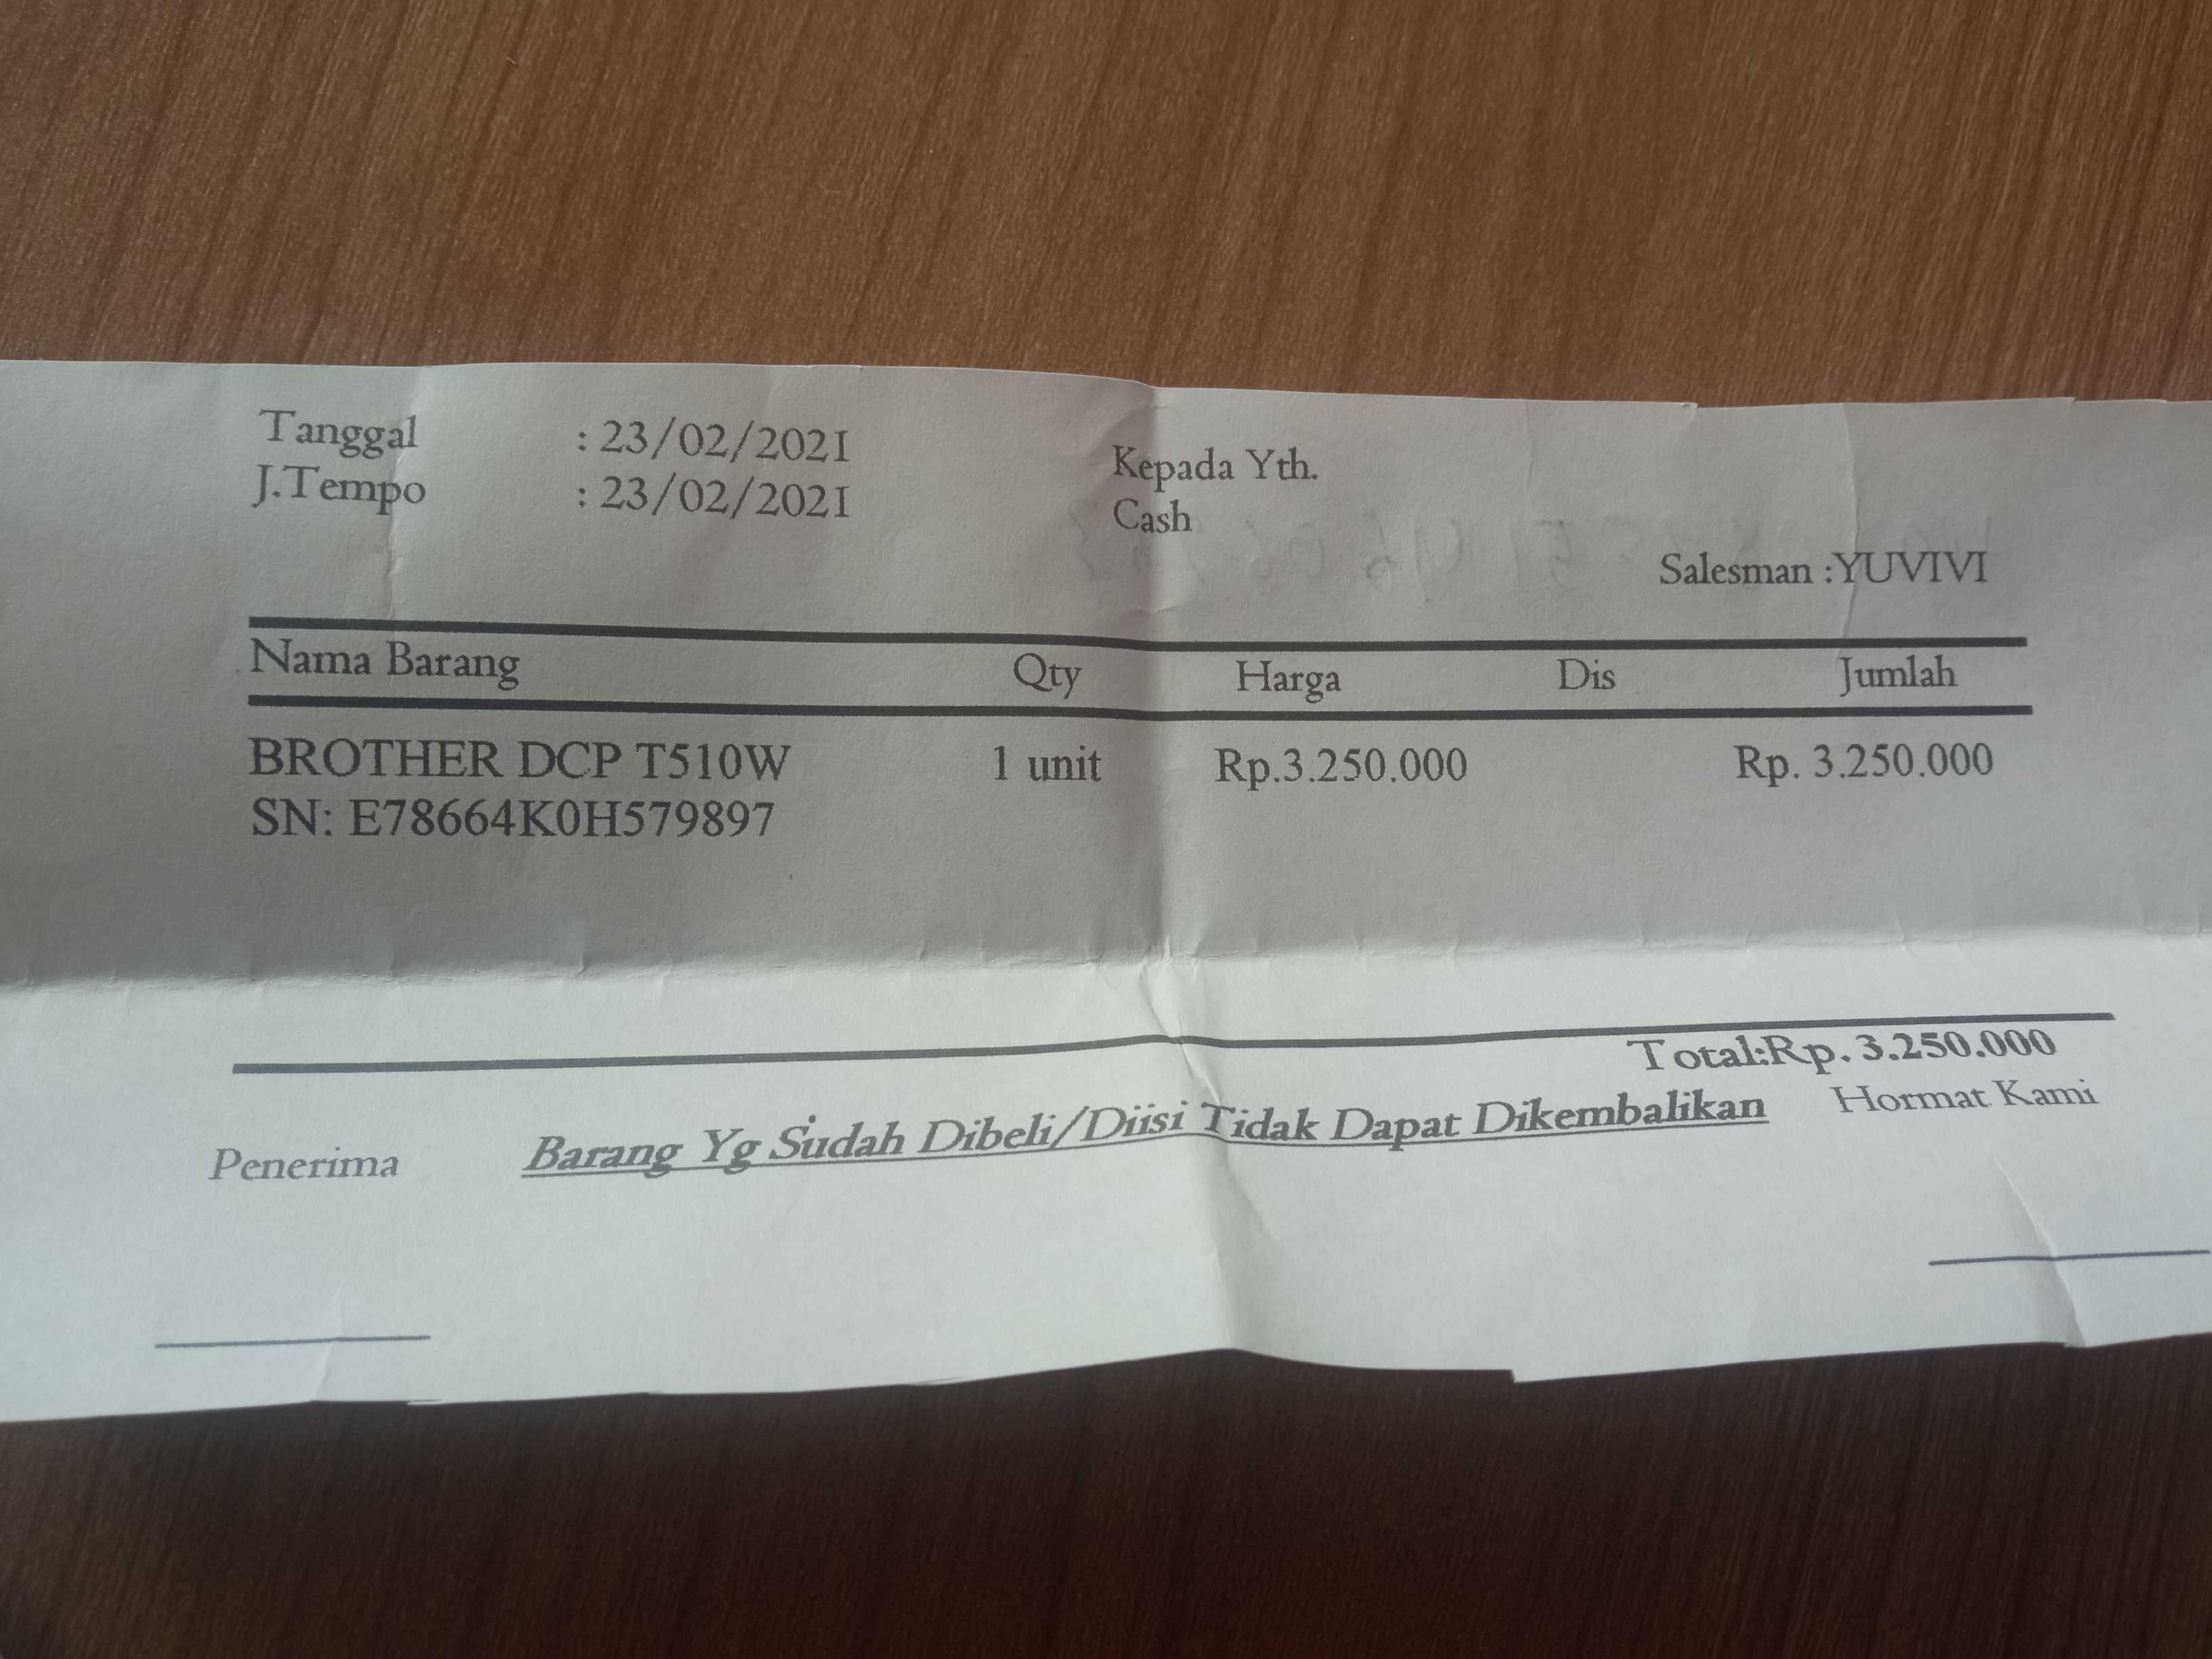 Tanggal : 23/02/2021
J.Tempo : 23/02/2021
Kepada Yth.
Cash
Salesman :YUVIVI
Nama Barang Qty Harga Dis Jumlah
BROTHER DCP T510W 1 unit Rp.3.250.000 Rp. 3.250.000
SN: E78664K0H579897
Total:Rp. 3.250.000
Penerima Barang Yg Sudah Dibeli/Diisi Tidak Dapat Dikembalikan Hormat Kami